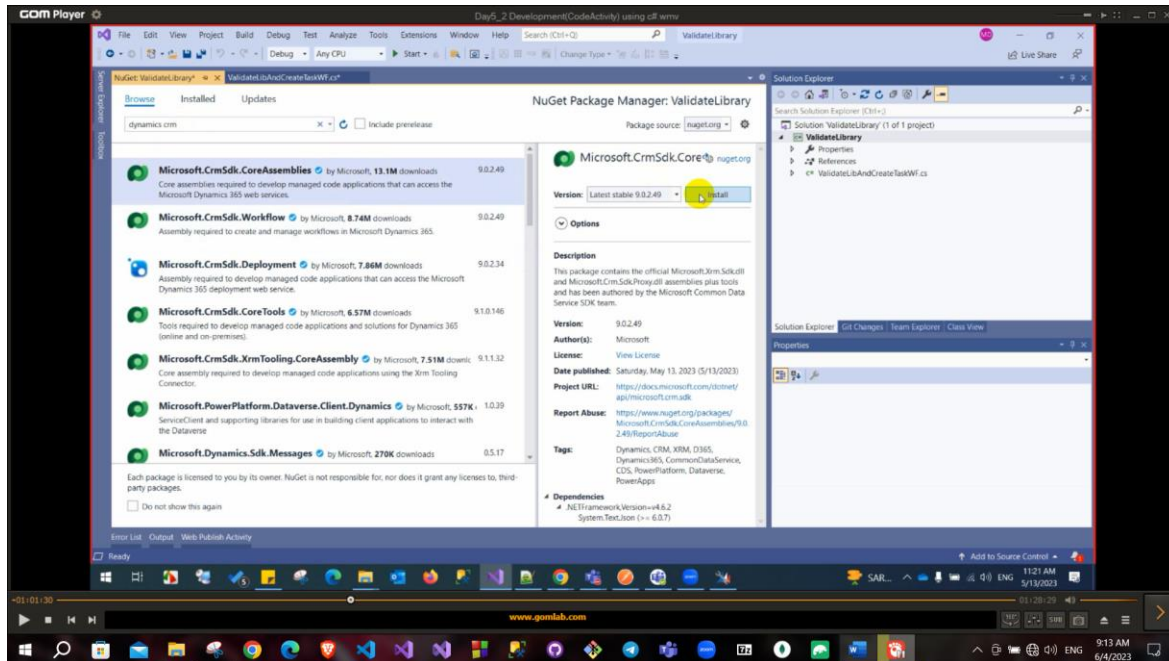 GOM Player
Day5_2 Development(CodeActivity) using c# wmv
File Edit View Project Build Debug Test Analyze Tools Extensions Window Help Search (Ctrl+Q) ValidateLibrary
MD
Debug Any CPU Start Change Type Live Share
Server Explorer Toolbox
NuGet: ValidateLibrary* ValidateLibAndCreateTaskWF.cs*
Browse Installed Updates
NuGet Package Manager: ValidateLibrary
dynamics crm
Include prerelease
Package source: nuget.org
Microsoft.CrmSdk.CoreAssemblies by Microsoft, 13.1M downloads 9.0.2.49
Core assemblies required to develop managed code applications that can access the
Microsoft Dynamics 365 web services.
Microsoft.CrmSdk.Workflow by Microsoft, 8.74M downloads 9.0.2.49
Assembly required to create and manage workflows in Microsoft Dynamics 365.
Microsoft.CrmSdk.Deployment by Microsoft, 7.86M downloads 9.0.2.34
Assembly required to develop managed code applications that can access the Microsoft
Dynamics 365 deployment web service.
Microsoft.CrmSdk.CoreTools by Microsoft, 6.57M downloads 9.1.0.146
Tools required to develop managed code applications and solutions for Dynamics 365
(online and on-premises).
Microsoft.CrmSdk.XrmTooling.CoreAssembly by Microsoft, 7.51M downlc 9.1.1.32
Core assembly required to develop managed code applications using the Xrm Tooling
Connector.
Microsoft.PowerPlatform.Dataverse.Client.Dynamics by Microsoft, 557K 1.0.39
ServiceClient and supporting libraries for use in building client applications to interact with
the Dataverse
Microsoft.Dynamics.Sdk.Messages by Microsoft, 270K downloads 0.5.17
Each package is licensed to you by its owner. NuGet is not responsible for, nor does it grant any licenses to, third-
party packages.
Do not show this again
Microsoft.CrmSdk.Core nuget.org
Version: Latest stable 9.0.2.49 Install
Options
Description
This package contains the official Microsoft.Xrm.Sdk.dll
and Microsoft.Crm.Sdk.Proxy.dll assemblies plus tools
and has been authored by the Microsoft Common Data
Service SDK team.
Version: 9.0.2.49
Author(s): Microsoft
License: View License
Date published: Saturday, May 13, 2023 (5/13/2023)
Project URL: https://docs.microsoft.com/dotnet/
api/microsoft.crm.sdk
Report Abuse: https://www.nuget.org/packages/
Microsoft.CrmSdk.CoreAssemblies/9.0.
2.49/ReportAbuse
Tags: Dynamics, CRM, XRM, D365,
Dynamics365, CommonDataService,
CDS, PowerPlatform, Dataverse,
PowerApps
Dependencies
.NETFramework,Version=v4.6.2
System.Text.Json (>= 6.0.7)
Solution Explorer
Search Solution Explorer (Ctrl+;)
Solution 'ValidateLibrary' (1 of 1 project)
ValidateLibrary
Properties
References
C# ValidateLibAndCreateTaskWF.cs
Solution Explorer Git Changes Team Explorer Class View
Properties
Error List Output Web Publish Activity
Ready Add to Source Control
SAR... ENG 11:21 AM
5/13/2023
-01:01:30 01:28:29
www.gomlab.com
SUB
ENG 9:13 AM
6/4/2023